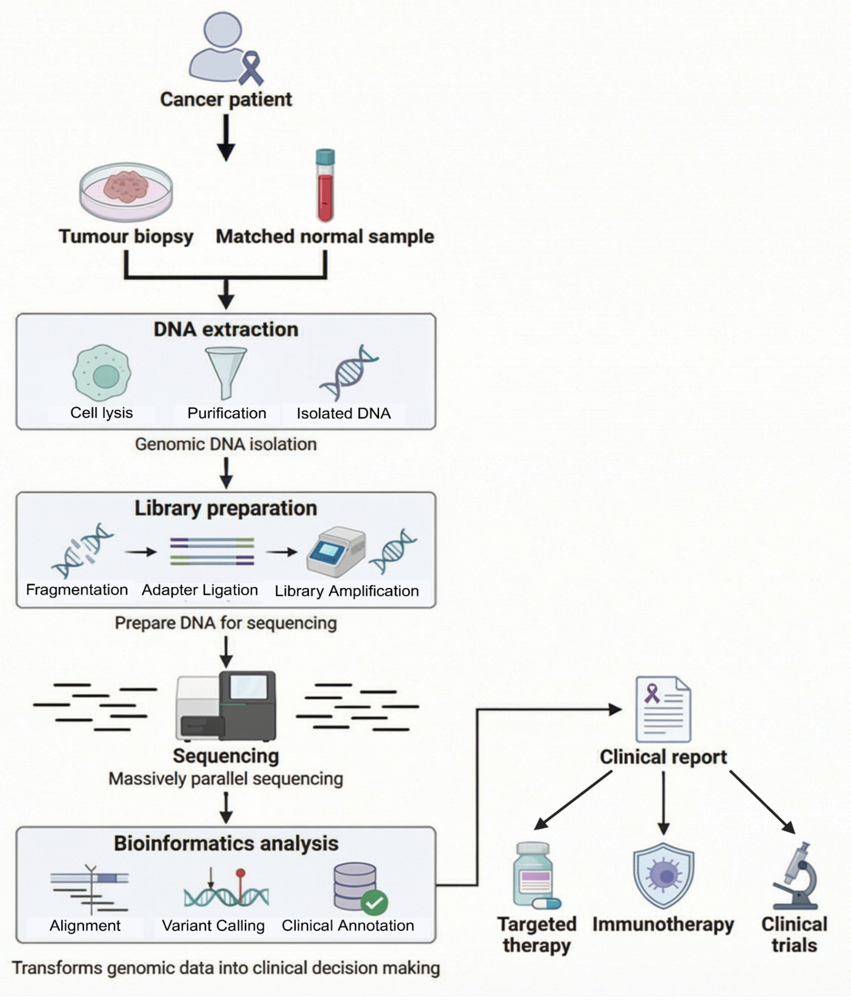 Cancer patient
Tumour biopsy
Matched normal sample
DNA extraction
Cell lysis
Purification
Isolated DNA
Genomic DNA isolation
Library preparation
Fragmentation
Adapter Ligation
Library Amplification
Prepare DNA for sequencing
Sequencing
Massively parallel sequencing
Bioinformatics analysis
Alignment
Variant Calling
Clinical Annotation
Transforms genomic data into clinical decision making
Clinical report
Targeted
therapy
Immunotherapy
Clinical
trials